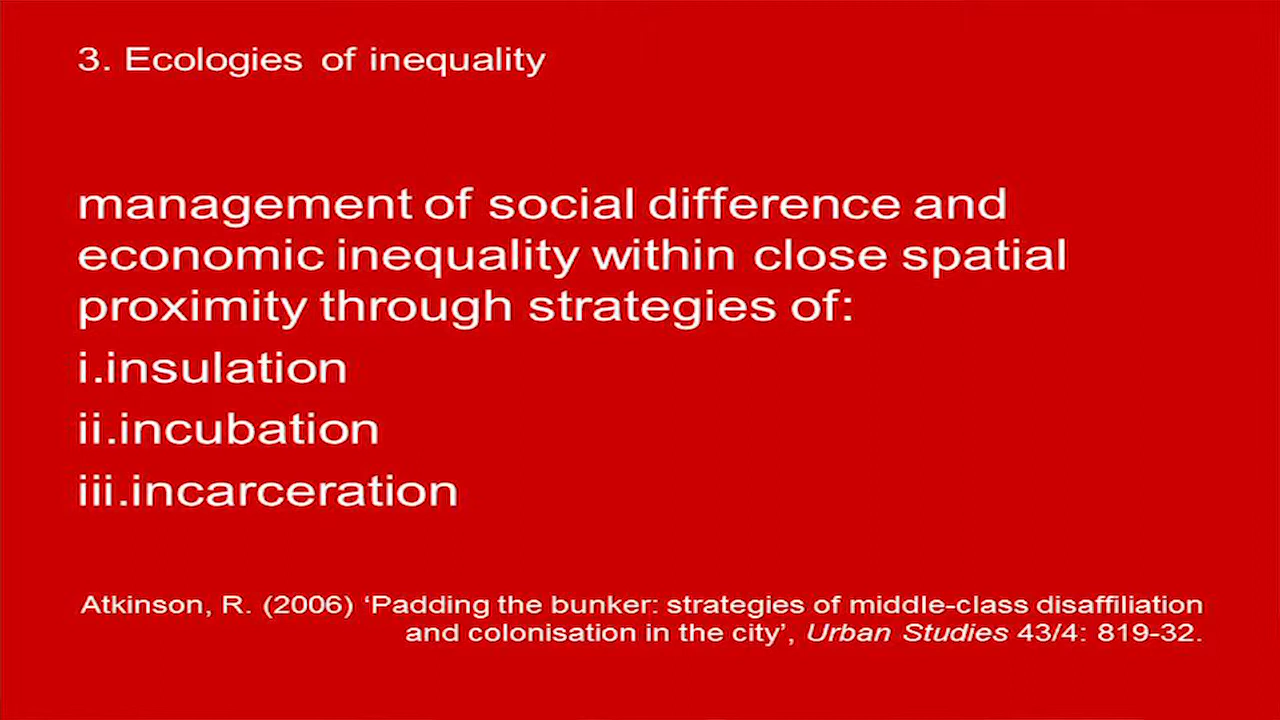 3. Ecologies of inequality
management of social difference and
economic inequality within close spatial
proximity through strategies of:
i.insulation
ii.incubation
iii.incarceration
Atkinson, R. (2006) ‘Padding the bunker: strategies of middle-class disaffiliation
and colonisation in the city’, Urban Studies 43/4: 819-32.